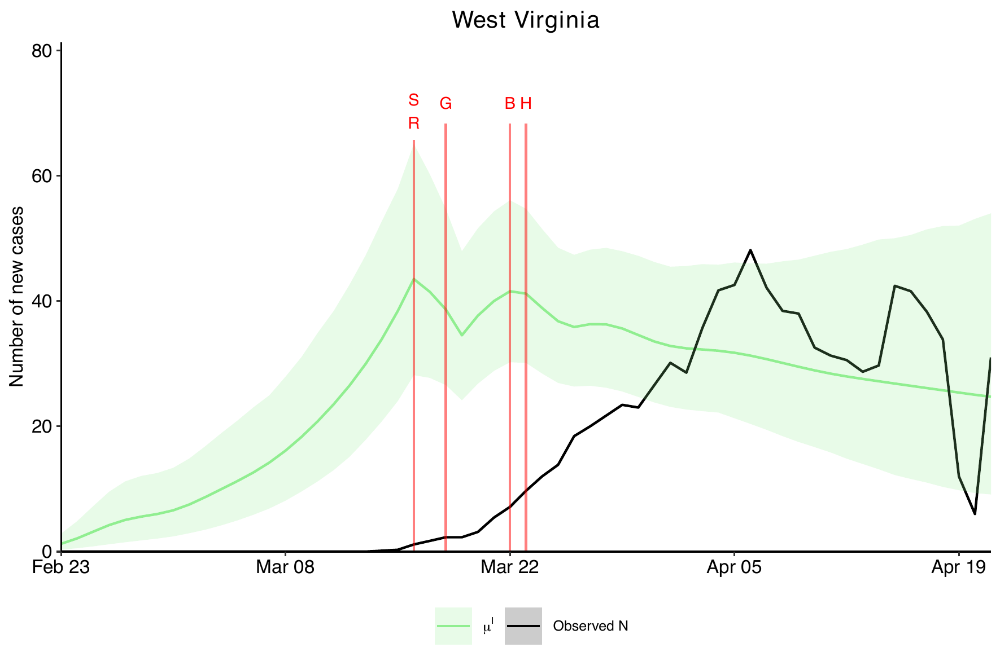 West Virginia
80
60
40
20
0
Number of new cases
S
R
G
B
H
Feb 23
Mar 08
Mar 22
Apr 05
Apr 19
μᴵ
Observed N